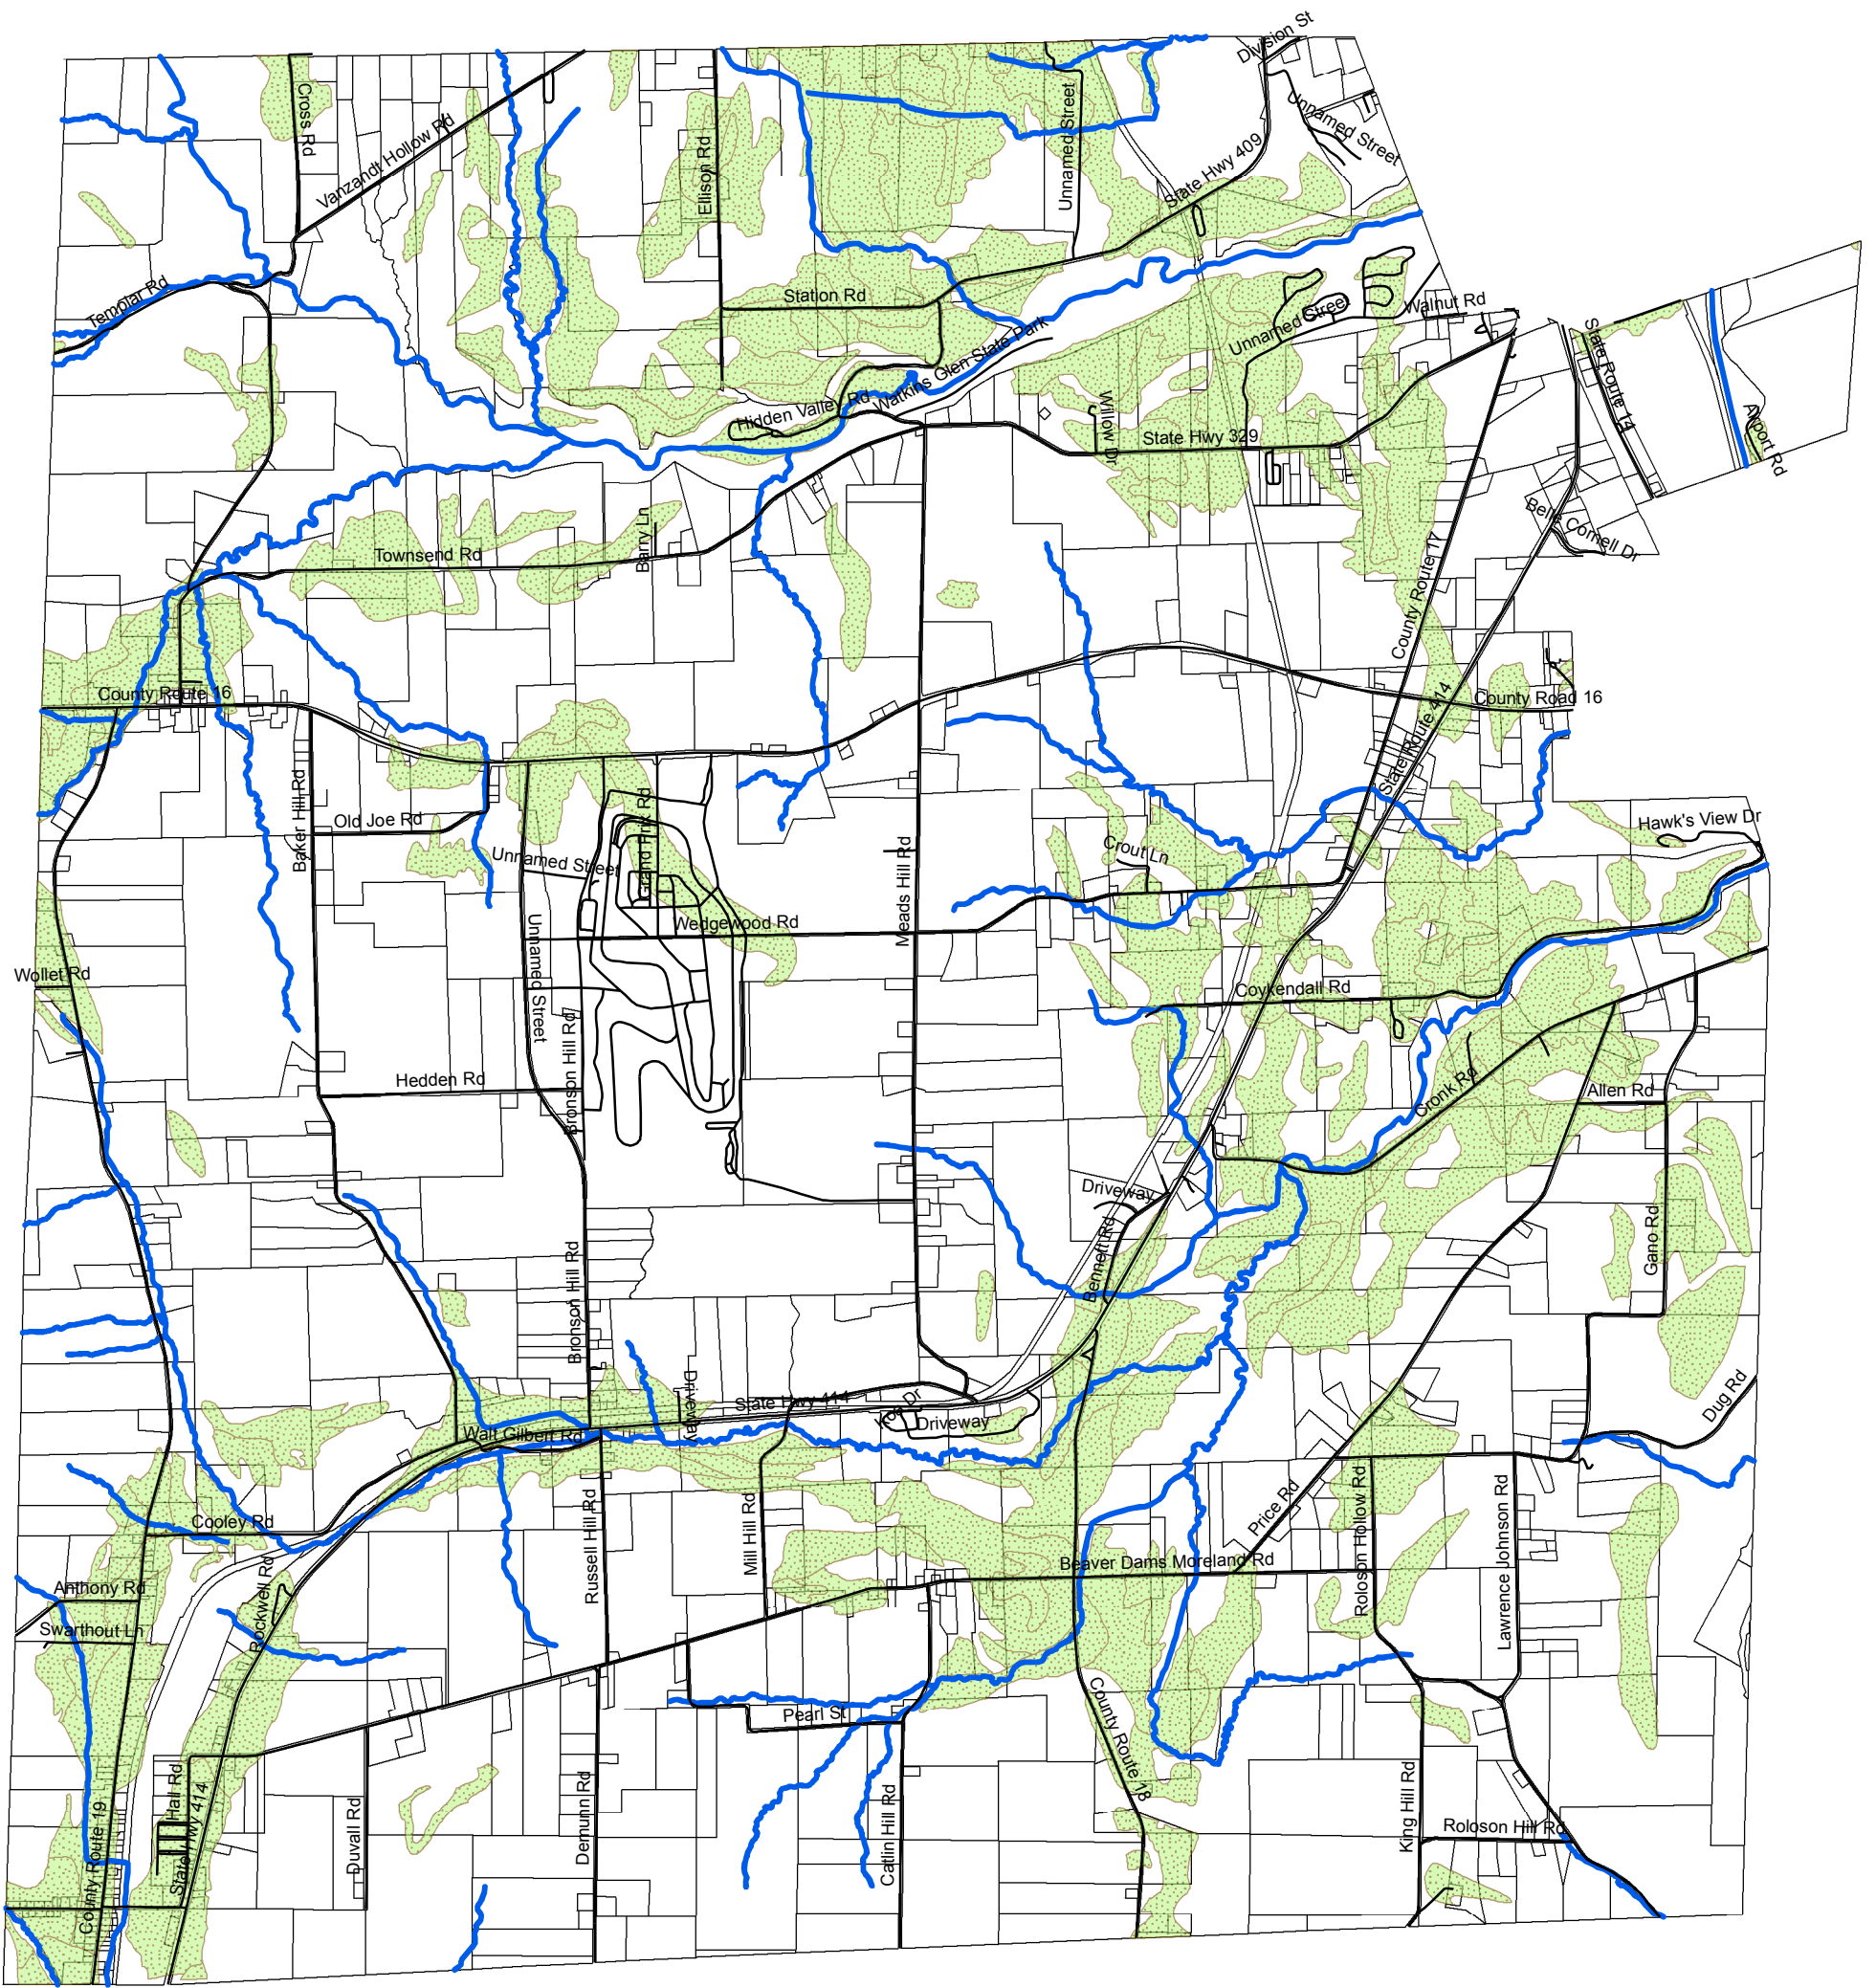 Division St
Cross Rd
Vanzandt Hollow Rd
Ellison Rd
Unnamed Street
State Hwy 409
Unnamed Street
Templar Rd
Station Rd
Watkins Glen State Park
Hidden Valley Rd
Unnamed Street
Walnut Rd
State Route 14
Airport Rd
Willow Dr
State Hwy 329
Belle Cornell Dr
Townsend Rd
Barry Ln
County Route 17
County Route 16
County Road 16
State Route 414
Baker Hill Rd
Old Joe Rd
Unnamed Street
Grand Prix Rd
Meads Hill Rd
Crout Ln
Hawk's View Dr
Wedgewood Rd
Unnamed Street
Wollet Rd
Coykendall Rd
Bronson Hill Rd
Hedden Rd
Cronk Rd
Allen Rd
Driveway
Bennett Rd
Gano Rd
Bronson Hill Rd
Driveway
State Hwy 414
Driveway
Walt Gilbert Rd
Dug Rd
Cooley Rd
Russell Hill Rd
Mill Hill Rd
Price Rd
Roloson Hollow Rd
Lawrence Johnson Rd
Beaver Dams Moreland Rd
Anthony Rd
Swarthout Ln
Rockwell Rd
Pearl St
County Route 18
Hall Rd
State Hwy 414
County Route 19
Duvall Rd
Demunn Rd
Catlin Hill Rd
King Hill Rd
Roloson Hill Rd